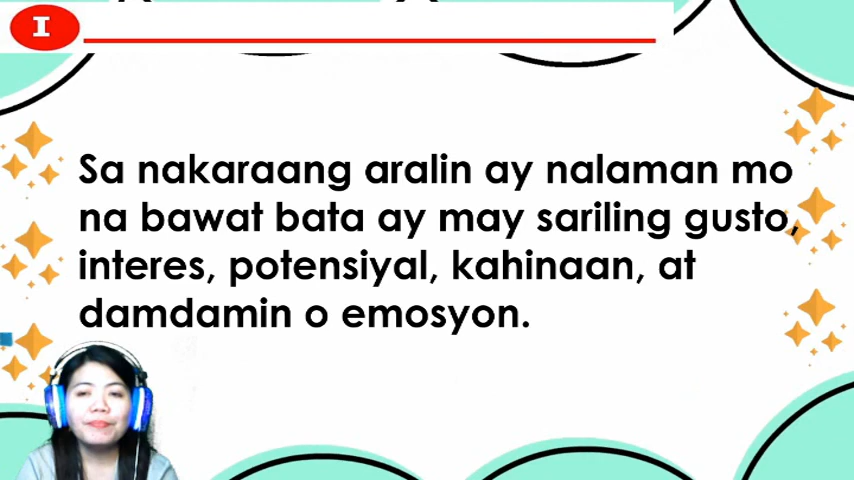 I
Sa nakaraang aralin ay nalaman mo
na bawat bata ay may sariling gusto,
interes, potensiyal, kahinaan, at
damdamin o emosyon.